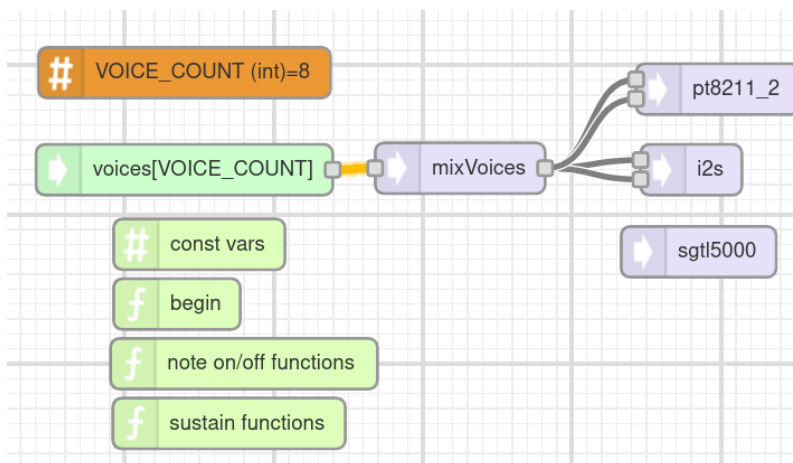 # VOICE_COUNT (int)=8
pt8211_2
voices[VOICE_COUNT]
mixVoices
i2s
# const vars
sgtl5000
f begin
f note on/off functions
f sustain functions